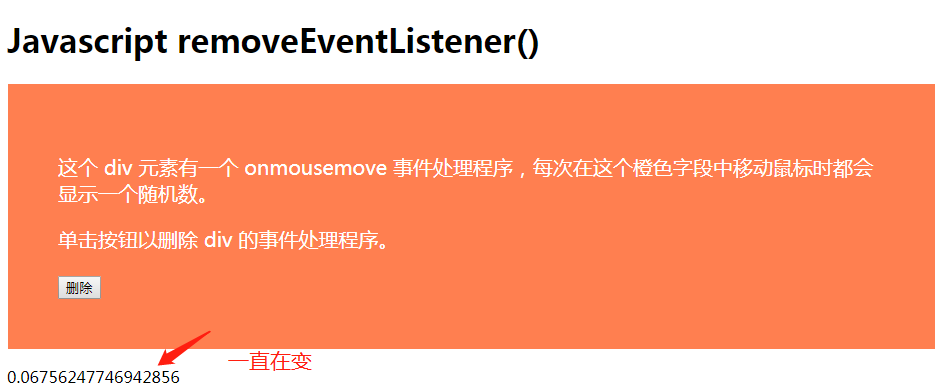 Javascript removeEventListener()
这个 div 元素有一个 onmousemove 事件处理程序，每次在这个橙色字段中移动鼠标时都会
显示一个随机数。
单击按钮以删除 div 的事件处理程序。
删除
一直在变
0.06756247746942856